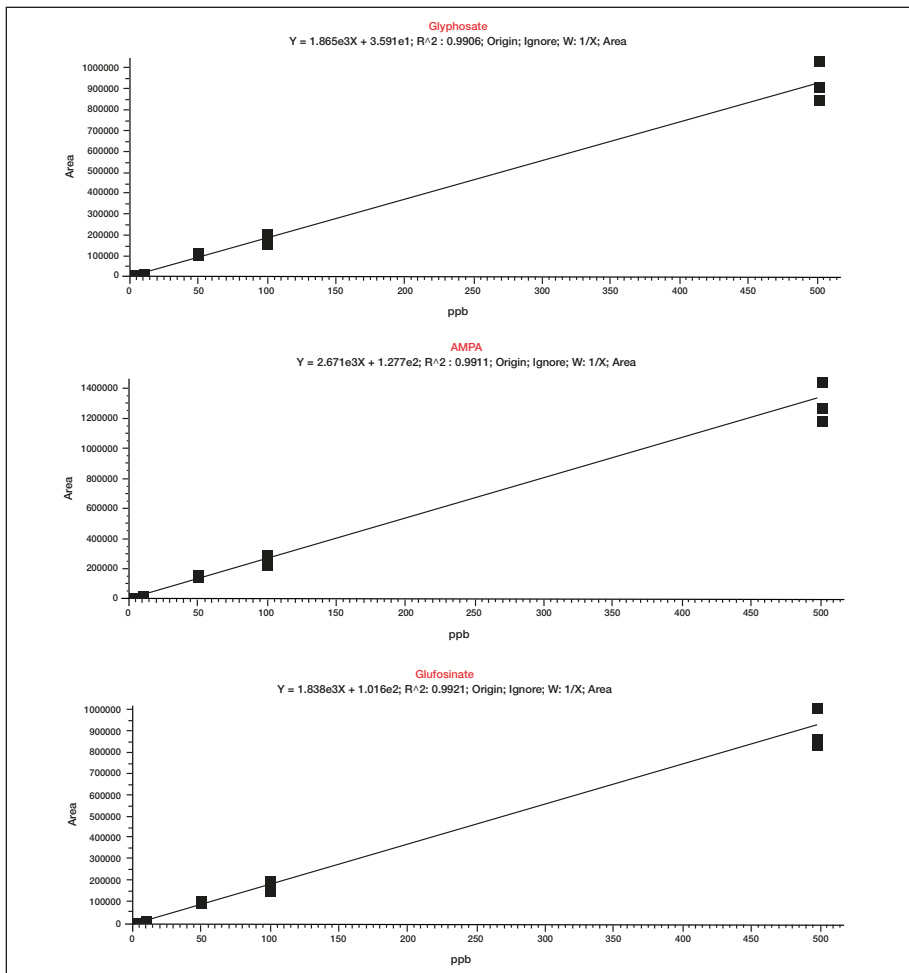 Glyphosate
Y = 1.865e3X + 3.591e1; R^2 : 0.9906; Origin; Ignore; W: 1/X; Area
1000000
900000
800000
700000
600000
500000
400000
300000
200000
100000
0
Area
0 50 100 150 200 250 300 350 400 450 500
ppb
AMPA
Y = 2.671e3X + 1.277e2; R^2 : 0.9911; Origin; Ignore; W: 1/X; Area
1400000
1200000
1000000
800000
600000
400000
200000
0
Area
0 50 100 150 200 250 300 350 400 450 500
ppb
Glufosinate
Y = 1.838e3X + 1.016e2; R^2: 0.9921; Origin; Ignore; W: 1/X; Area
1000000
900000
800000
700000
600000
500000
400000
300000
200000
100000
0
Area
0 50 100 150 200 250 300 350 400 450 500
ppb